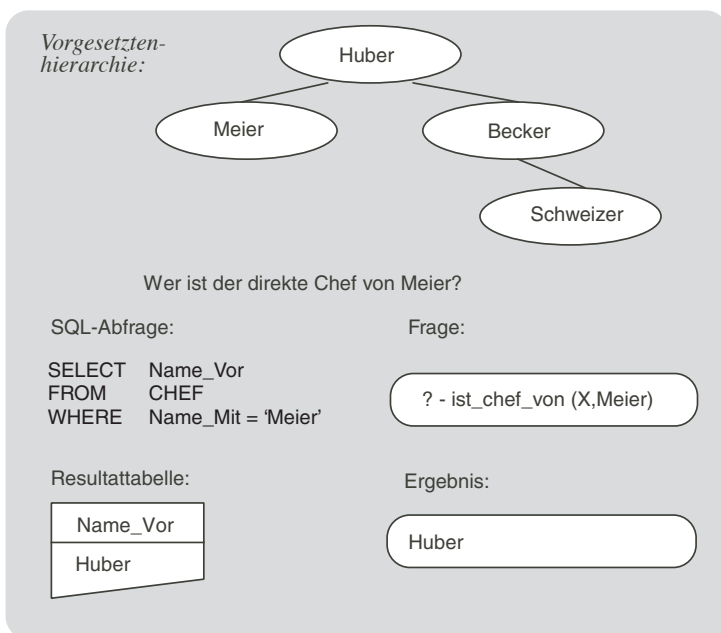 Vorgesetzten-
hierarchie:
Huber
Meier
Becker
Schweizer
Wer ist der direkte Chef von Meier?
SQL-Abfrage:
SELECT Name_Vor
FROM CHEF
WHERE Name_Mit = ‘Meier’
Frage:
? - ist_chef_von (X,Meier)
Resultattabelle:
Name_Vor
Huber
Ergebnis:
Huber